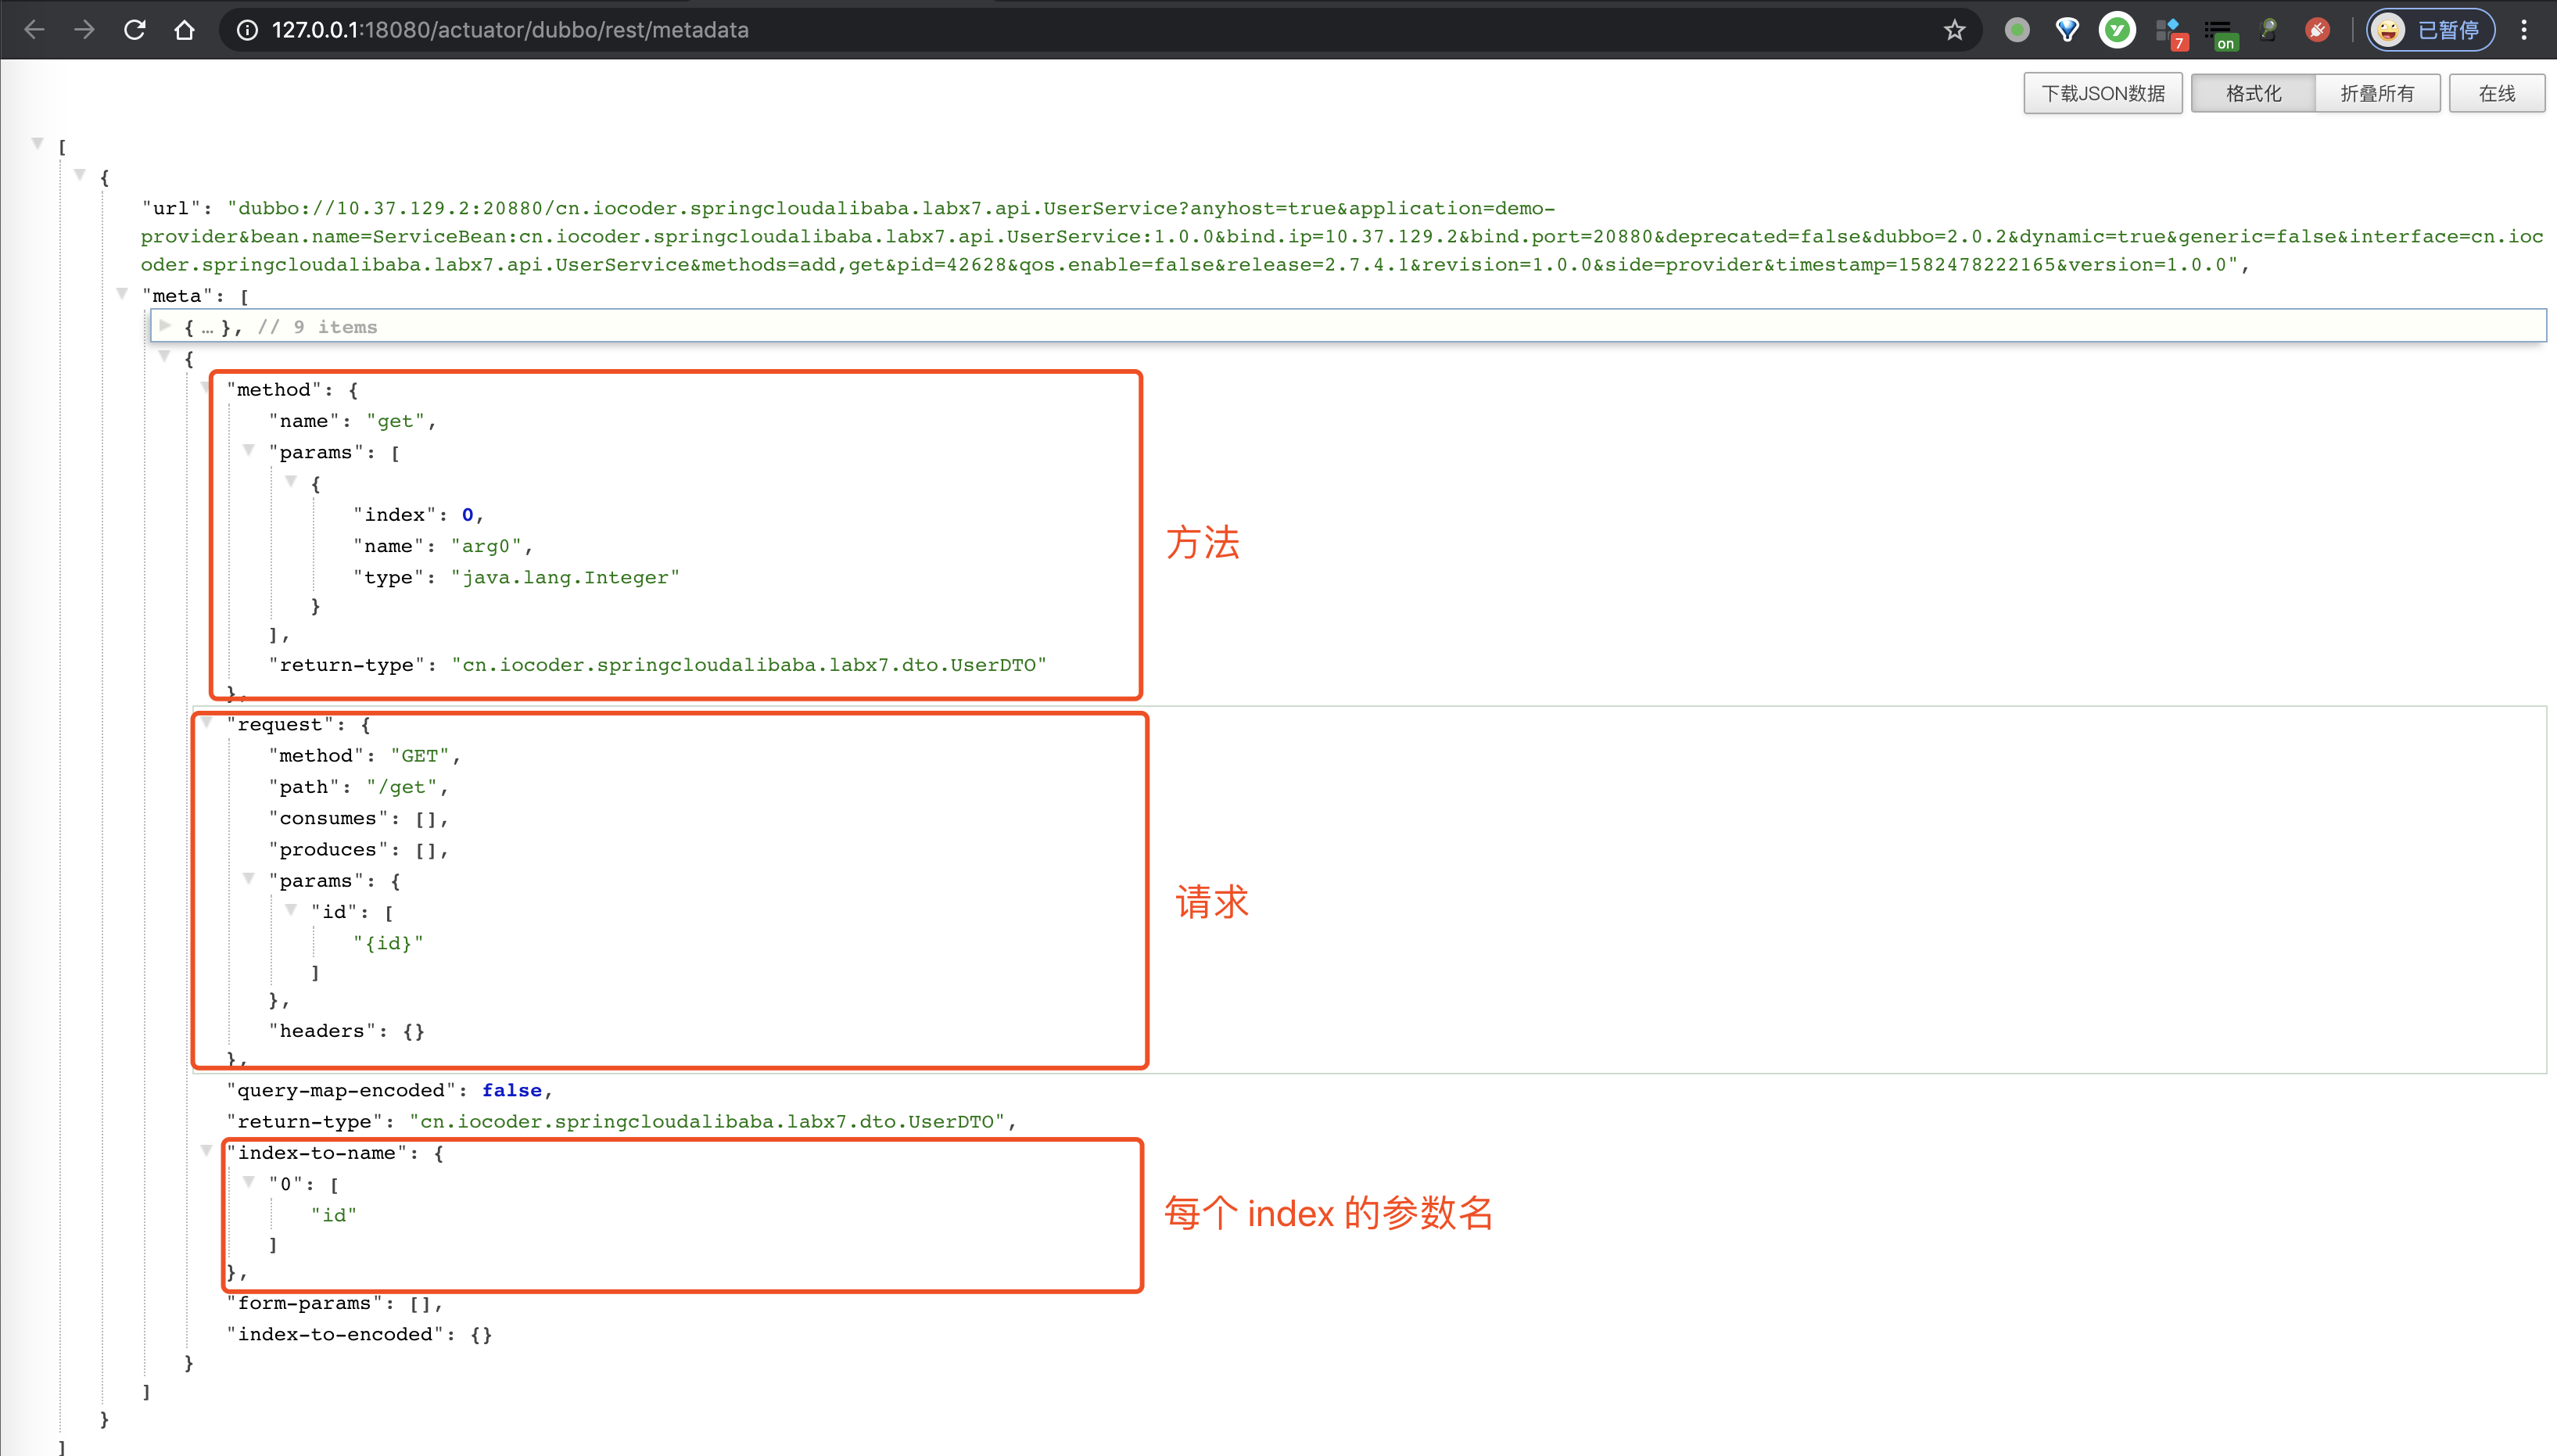 127.0.0.1:18080/actuator/dubbo/rest/metadata
7
on
已暂停
下载JSON数据
格式化
折叠所有
在线
[
{
"url": "dubbo://10.37.129.2:20880/cn.iocoder.springcloudalibaba.labx7.api.UserService?anyhost=true&application=demo-
provider&bean.name=ServiceBean:cn.iocoder.springcloudalibaba.labx7.api.UserService:1.0.0&bind.ip=10.37.129.2&bind.port=20880&deprecated=false&dubbo=2.0.2&dynamic=true&generic=false&interface=cn.ioc
oder.springcloudalibaba.labx7.api.UserService&methods=add,get&pid=42628&qos.enable=false&release=2.7.4.1&revision=1.0.0&side=provider&timestamp=1582478222165&version=1.0.0",
"meta": [
{ … }, // 9 items
{
"method": {
"name": "get",
"params": [
{
"index": 0,
"name": "arg0",
"type": "java.lang.Integer"
}
],
"return-type": "cn.iocoder.springcloudalibaba.labx7.dto.UserDTO"
},
方法
"request": {
"method": "GET",
"path": "/get",
"consumes": [],
"produces": [],
"params": {
"id": [
"{id}"
]
},
"headers": {}
},
请求
"query-map-encoded": false,
"return-type": "cn.iocoder.springcloudalibaba.labx7.dto.UserDTO",
"index-to-name": {
"0": [
"id"
]
},
每个 index 的参数名
"form-params": [],
"index-to-encoded": {}
}
]
}
]